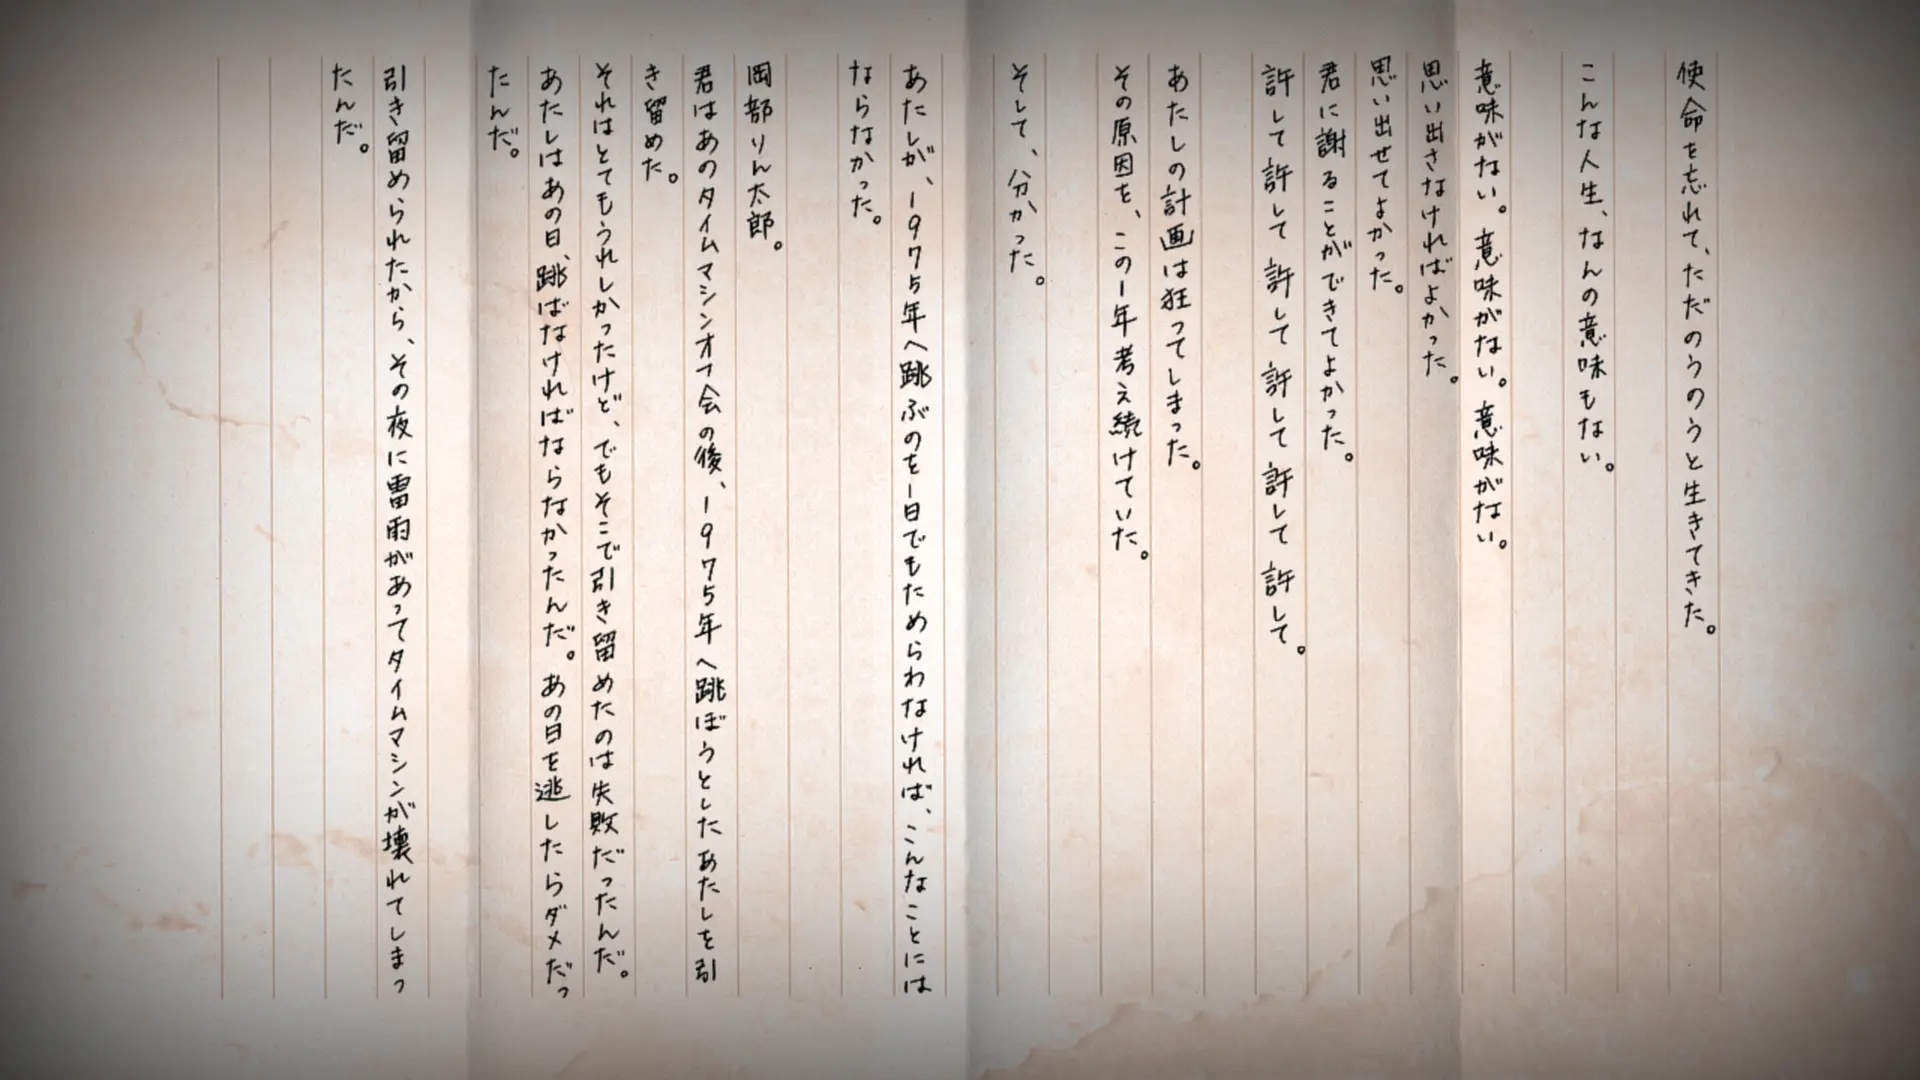 使命を忘れて、ただのうのうと生きてきた。
こんな人生、なんの意味もない。
意味がない。意味がない。意味がない。
思い出さなければよかった。
思い出せてよかった。
君に謝ることができてよかった。
許して許して許して許して許して許して。
あたしの計画は狂ってしまった。
その原因を、この1年考え続けていた。
そして、分かった。
あたしが、1975年へ跳ぶのを1日でもためらわなければ、こんなことには
ならなかった。
岡部りん太郎。
君はあのタイムマシンオフ会の後、1975年へ跳ぼうとしたあたしを引
き留めた。
それはとてもうれしかったけど、でもそこで引き留めたのは失敗だったんだ。
あたしはあの日、跳ばなければならなかったんだ。あの日を逃したらダメだっ
たんだ。
引き留められたから、その夜に雷雨があってタイムマシンが壊れてしまっ
たんだ。